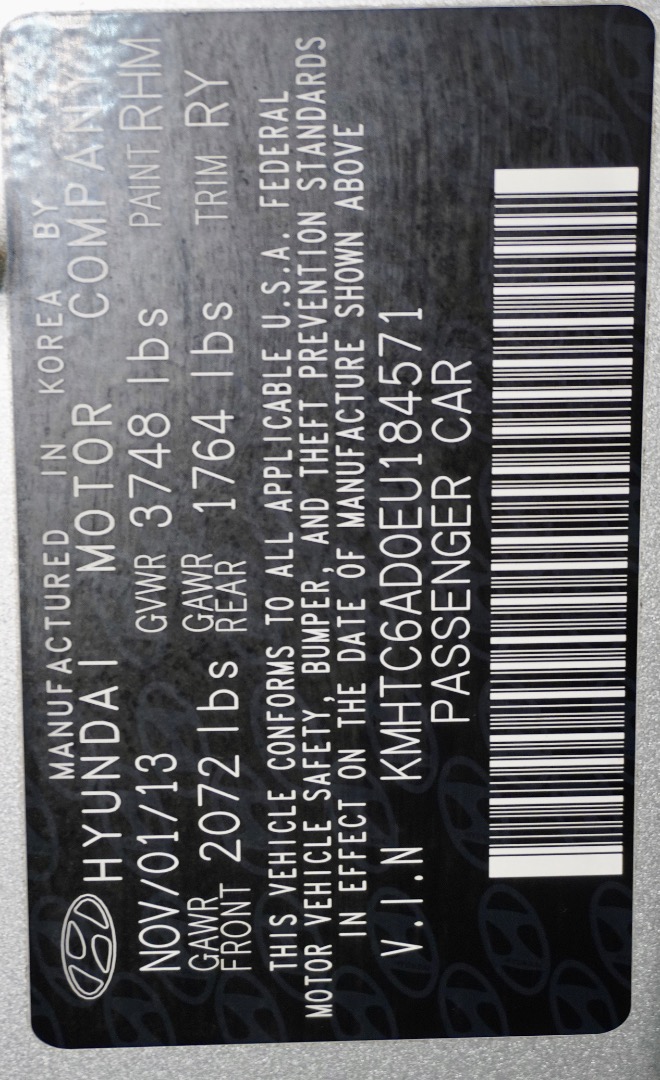 MANUFACTURED IN KOREA BY
HYUNDAI MOTOR COMPANY
NOV/01/13 GVWR 3748 lbs PAINT RHM
GAWR FRONT 2072 lbs GAWR REAR 1764 lbs TRIM RY
THIS VEHICLE CONFORMS TO ALL APPLICABLE U.S.A. FEDERAL
MOTOR VEHICLE SAFETY, BUMPER, AND THEFT PREVENTION STANDARDS
IN EFFECT ON THE DATE OF MANUFACTURE SHOWN ABOVE
V.I.N KMHTC6AD0EU184571
PASSENGER CAR